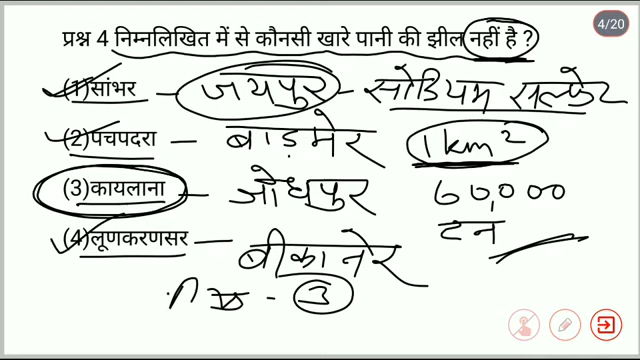 4/20
प्रश्न 4 निम्नलिखित में से कौनसी खारे पानी की झील नहीं है ?
(1)सांभर - जयपुर - सोडियम सल्फेट
(2)पचपदरा - बाड़मेर 1 km²
(3)कायलाना - जोधपुर 60,000
टन
(4)लूणकरणसर - बीकानेर
- 3